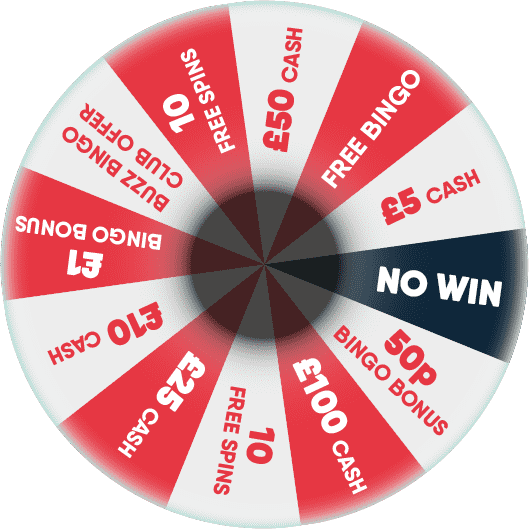 £50 CASH
FREE BINGO
£5 CASH
NO WIN
50p
BINGO BONUS
£100 CASH
10
FREE SPINS
£25 CASH
£10 CASH
£1
BINGO BONUS
BUZZ BINGO
CLUB OFFER
10
FREE SPINS